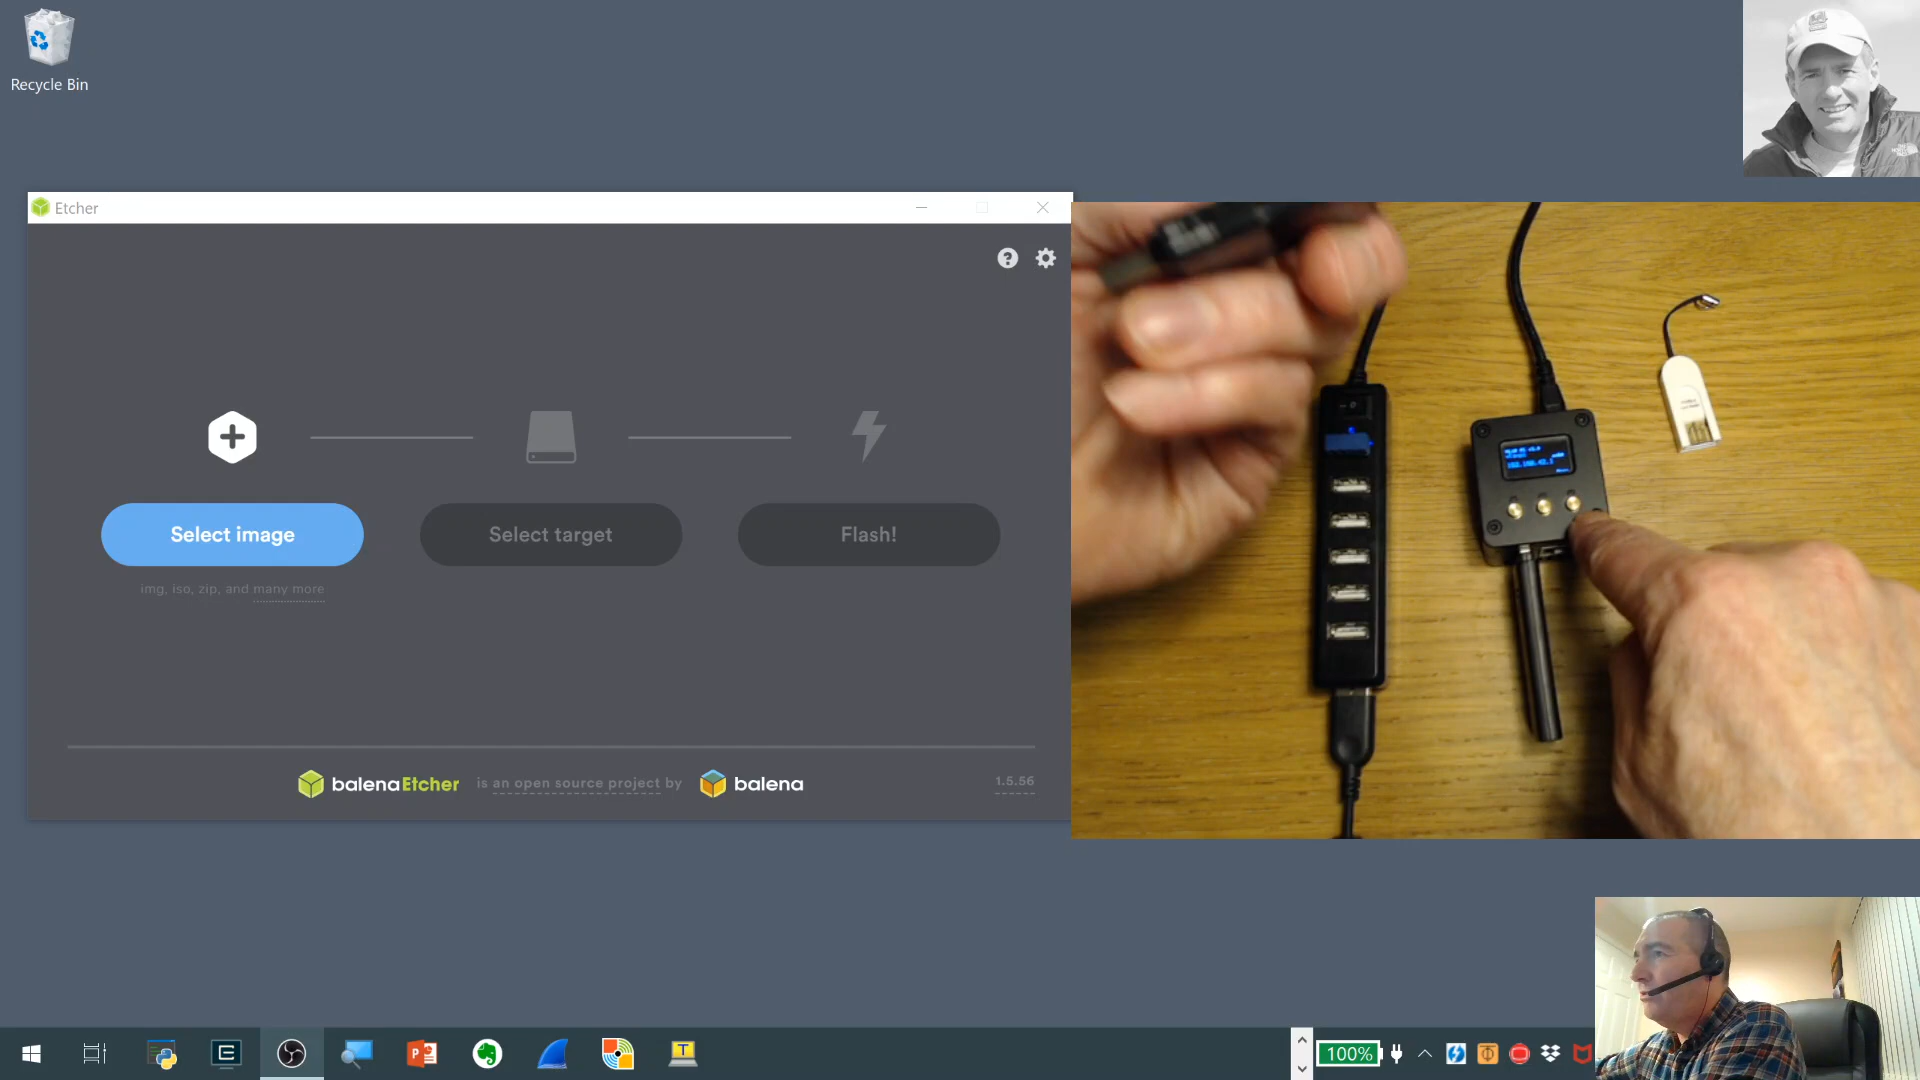 Recycle Bin
Etcher
Select image
Select target
Flash!
img, iso, zip, and many more
balenaEtcher is an open source project by balena
1.5.56
100%